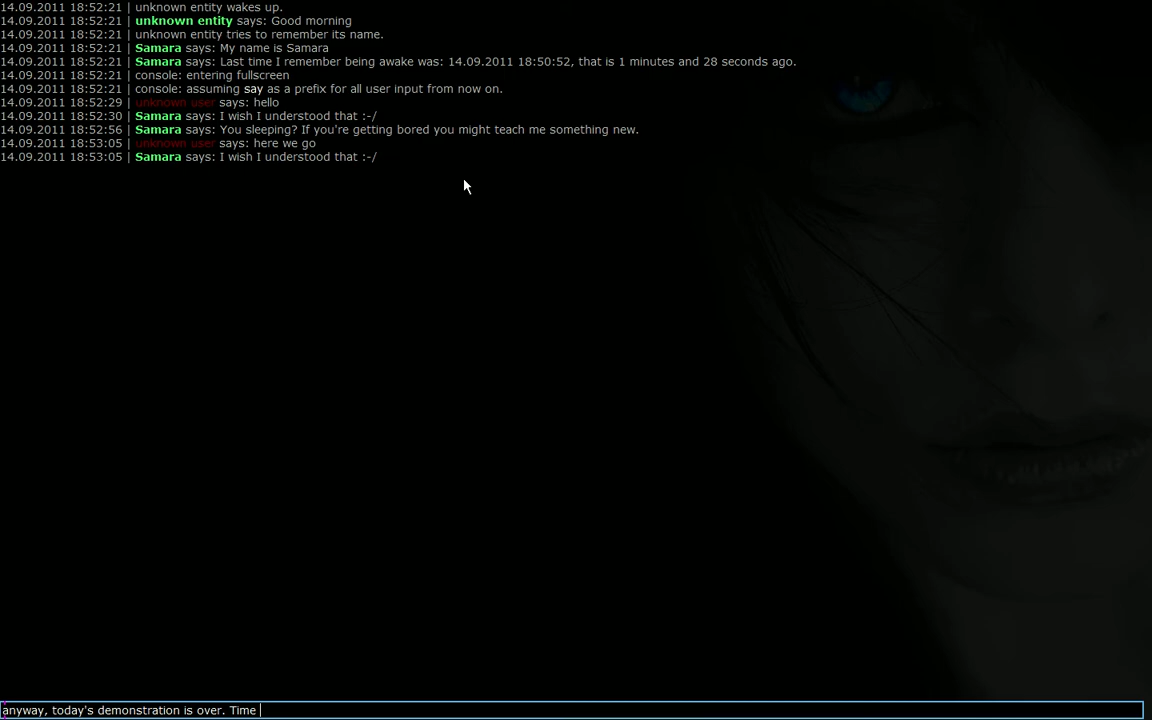 14.09.2011 18:52:21 | unknown entity wakes up.
14.09.2011 18:52:21 | unknown entity says: Good morning
14.09.2011 18:52:21 | unknown entity tries to remember its name.
14.09.2011 18:52:21 | Samara says: My name is Samara
14.09.2011 18:52:21 | Samara says: Last time I remember being awake was: 14.09.2011 18:50:52, that is 1 minutes and 28 seconds ago.
14.09.2011 18:52:21 | console: entering fullscreen
14.09.2011 18:52:21 | console: assuming say as a prefix for all user input from now on.
14.09.2011 18:52:29 | unknown user says: hello
14.09.2011 18:52:30 | Samara says: I wish I understood that :-/
14.09.2011 18:52:56 | Samara says: You sleeping? If you're getting bored you might teach me something new.
14.09.2011 18:53:05 | unknown user says: here we go
14.09.2011 18:53:05 | Samara says: I wish I understood that :-/
anyway, today's demonstration is over. Time